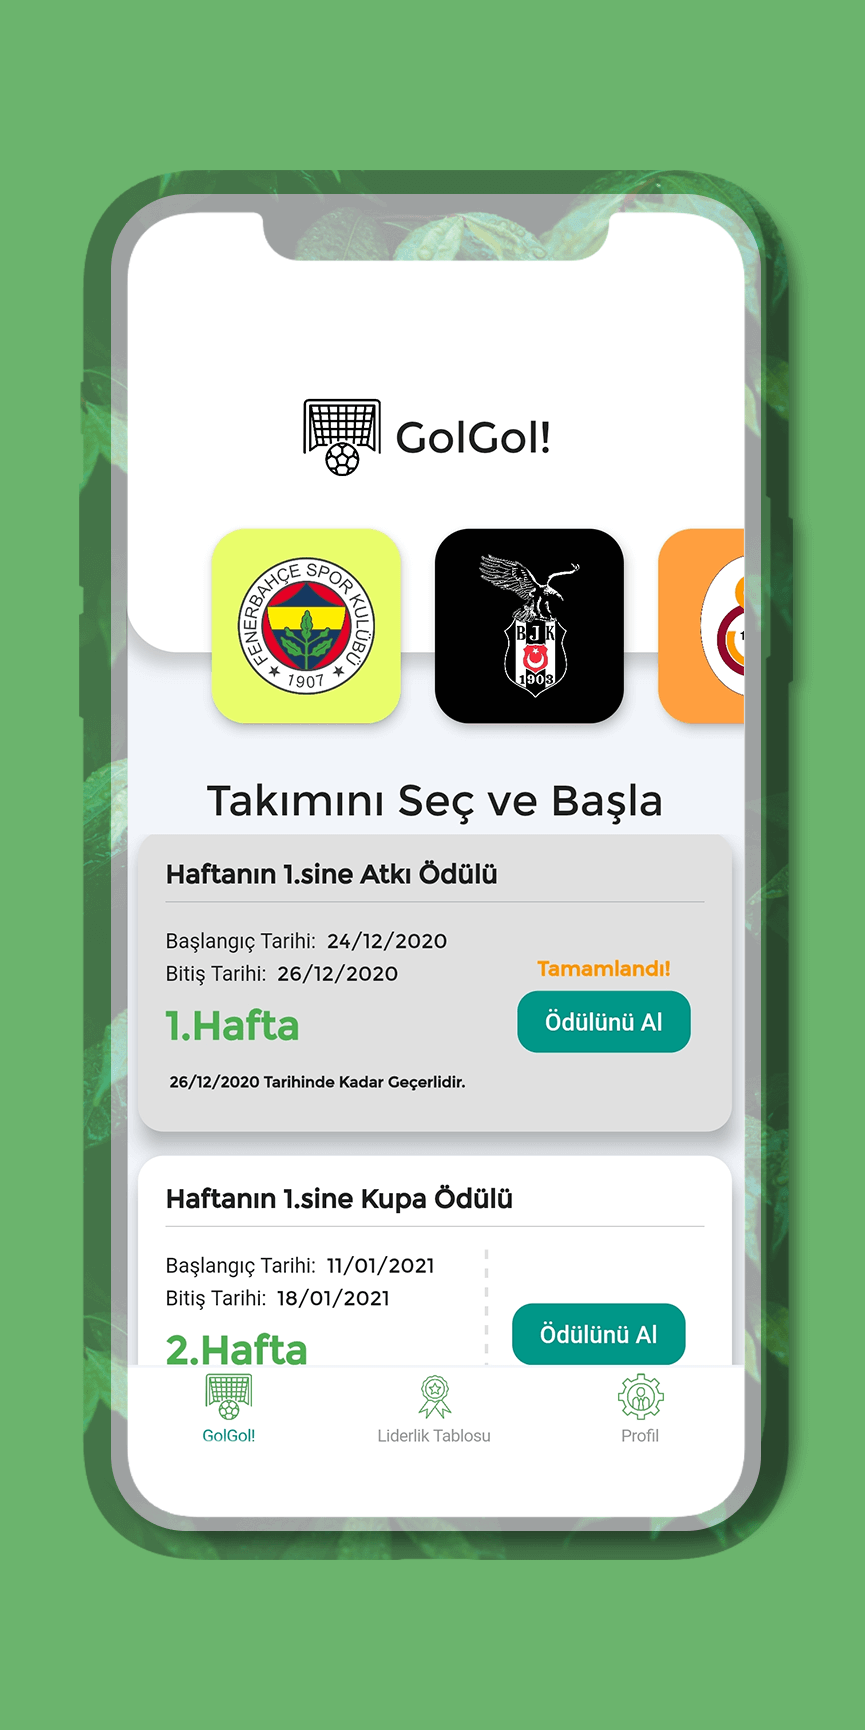 GolGol!
FENERBAHÇE SPOR KULÜBÜ
1907
BJK
1903
Takımını Seç ve Başla
Haftanın 1.sine Atkı Ödülü
Başlangıç Tarihi: 24/12/2020
Bitiş Tarihi: 26/12/2020
Tamamlandı!
1.Hafta
Ödülünü Al
26/12/2020 Tarihinde Kadar Geçerlidir.
Haftanın 1.sine Kupa Ödülü
Başlangıç Tarihi: 11/01/2021
Bitiş Tarihi: 18/01/2021
2.Hafta
Ödülünü Al
GolGol!
Liderlik Tablosu
Profil